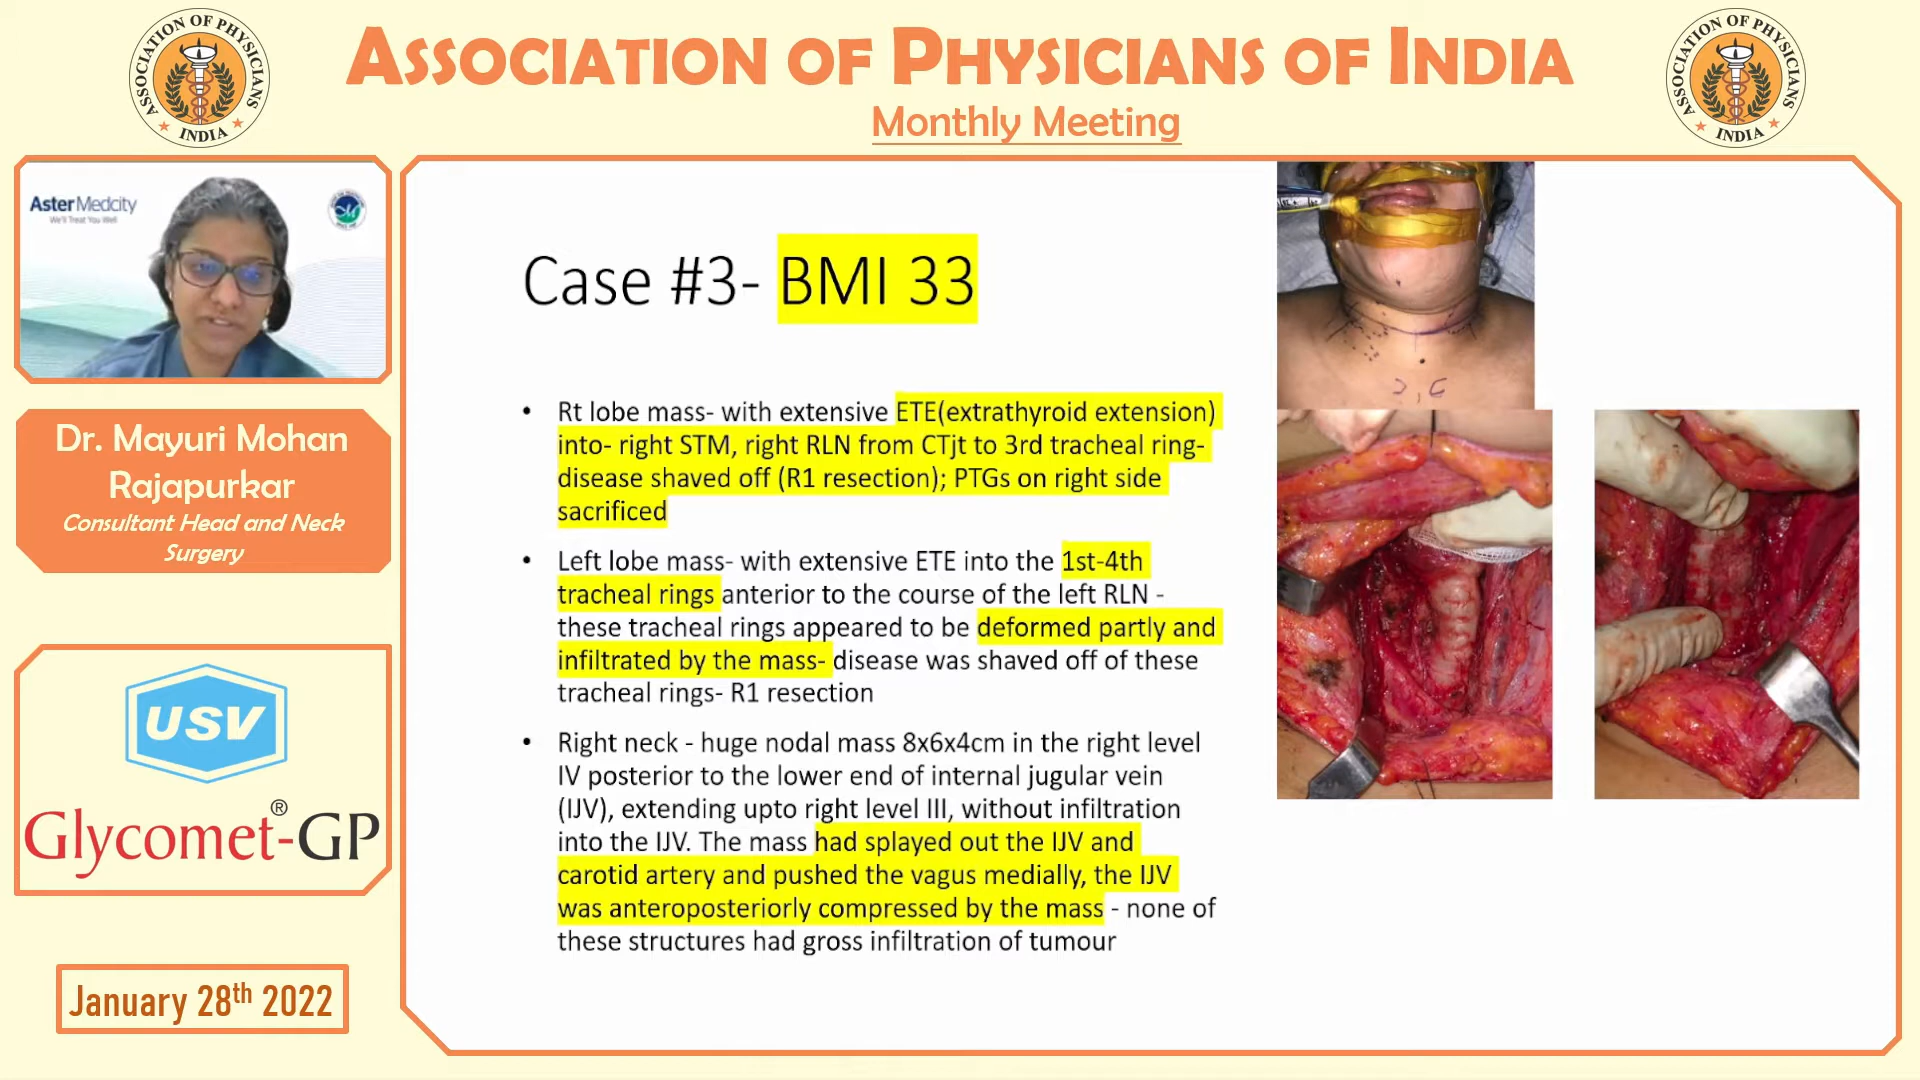 ASSOCIATION OF PHYSICIANS
INDIA
ASSOCIATION OF PHYSICIANS OF INDIA
Monthly Meeting
ASSOCIATION OF PHYSICIANS
INDIA
Aster Medcity
We'll Treat You Well
Dr. Mayuri Mohan
Rajapurkar
Consultant Head and Neck
Surgery
USV
Glycomet®-GP
January 28th 2022
Case #3- BMI 33
• Rt lobe mass- with extensive ETE(extrathyroid extension)
into- right STM, right RLN from CTjt to 3rd tracheal ring-
disease shaved off (R1 resection); PTGs on right side
sacrificed
• Left lobe mass- with extensive ETE into the 1st-4th
tracheal rings anterior to the course of the left RLN -
these tracheal rings appeared to be deformed partly and
infiltrated by the mass- disease was shaved off of these
tracheal rings- R1 resection
• Right neck - huge nodal mass 8x6x4cm in the right level
IV posterior to the lower end of internal jugular vein
(IJV), extending upto right level III, without infiltration
into the IJV. The mass had splayed out the IJV and
carotid artery and pushed the vagus medially, the IJV
was anteroposteriorly compressed by the mass - none of
these structures had gross infiltration of tumour